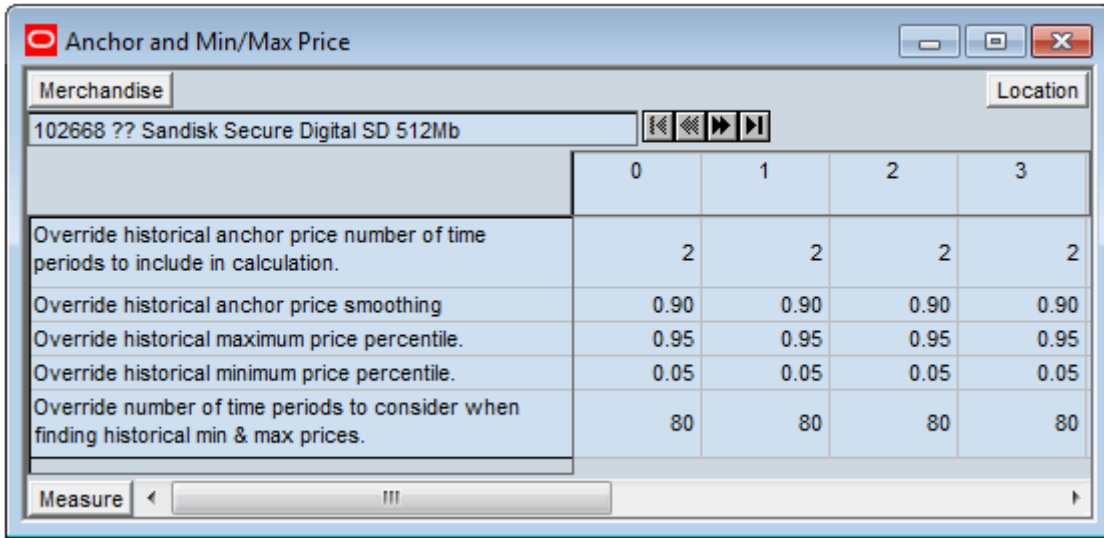 Anchor and Min/Max Price
Merchandise
Location
102668 ?? Sandisk Secure Digital SD 512Mb
0 1 2 3
Override historical anchor price number of time
periods to include in calculation. 2 2 2 2
Override historical anchor price smoothing 0.90 0.90 0.90 0.90
Override historical maximum price percentile. 0.95 0.95 0.95 0.95
Override historical minimum price percentile. 0.05 0.05 0.05 0.05
Override number of time periods to consider when
finding historical min & max prices. 80 80 80 80
Measure